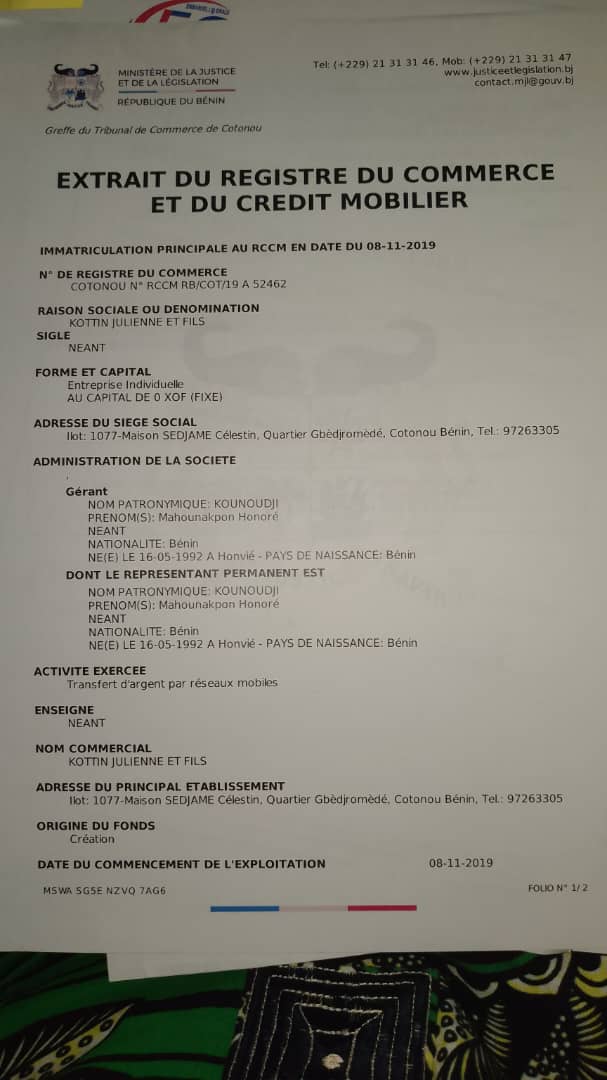 MINISTÈRE DE LA JUSTICE
ET DE LA LÉGISLATION
RÉPUBLIQUE DU BÉNIN
Tel: (+229) 21 31 31 46, Mob: (+229) 21 31 31 47
www.justiceetlegislation.bj
contact.mjl@gouv.bj
Greffe du Tribunal de Commerce de Cotonou
EXTRAIT DU REGISTRE DU COMMERCE
ET DU CREDIT MOBILIER
IMMATRICULATION PRINCIPALE AU RCCM EN DATE DU 08-11-2019
N° DE REGISTRE DU COMMERCE
COTONOU N° RCCM RB/COT/19 A 52462
RAISON SOCIALE OU DENOMINATION
KOTTIN JULIENNE ET FILS
SIGLE
NEANT
FORME ET CAPITAL
Entreprise Individuelle
AU CAPITAL DE 0 XOF (FIXE)
ADRESSE DU SIEGE SOCIAL
Ilot: 1077-Maison SEDJAME Célestin, Quartier Gbèdjromèdé, Cotonou Bénin, Tel.: 97263305
ADMINISTRATION DE LA SOCIETE
.
Gérant
NOM PATRONYMIQUE: KOUNOUDJI
PRENOM(S): Mahounakpon Honoré
NEANT
NATIONALITE: Bénin
NE(E) LE 16-05-1992 A Honvié - PAYS DE NAISSANCE: Bénin
DONT LE REPRESENTANT PERMANENT EST
NOM PATRONYMIQUE: KOUNOUDJI
PRENOM(S): Mahounakpon Honoré
NEANT
NATIONALITE: Bénin
NE(E) LE 16-05-1992 A Honvié - PAYS DE NAISSANCE: Bénin
ACTIVITE EXERCEE
Transfert d'argent par réseaux mobiles
ENSEIGNE
NEANT
NOM COMMERCIAL
KOTTIN JULIENNE ET FILS
ADRESSE DU PRINCIPAL ETABLISSEMENT
Ilot: 1077-Maison SEDJAME Célestin, Quartier Gbèdjromèdé, Cotonou Bénin, Tel.: 97263305
ORIGINE DU FONDS
Création
DATE DU COMMENCEMENT DE L'EXPLOITATION 08-11-2019
MSWA SG5E NZVQ 7AG6
FOLIO N° 1/ 2